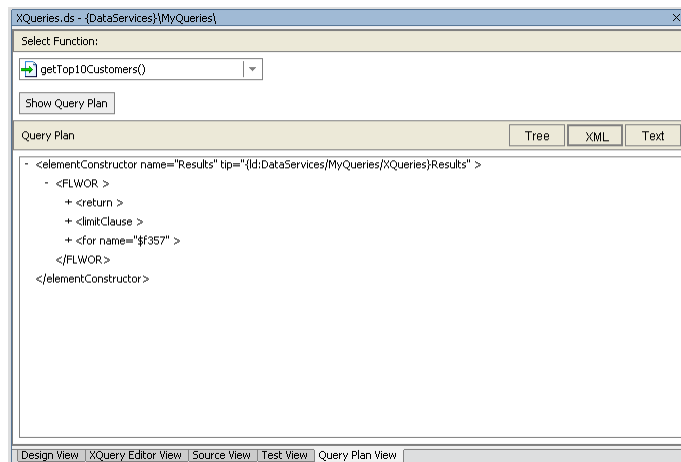 XQueries.ds - {DataServices}\MyQueries\
Select Function:
getTop10Customers()
Show Query Plan
Query Plan Tree XML Text
- <elementConstructor name="Results" tip="{ld:DataServices/MyQueries/XQueries}Results" >
- <FLWOR >
+ <return >
+ <limitClause >
+ <for name="$f357" >
</FLWOR>
</elementConstructor>
Design View XQuery Editor View Source View Test View Query Plan View